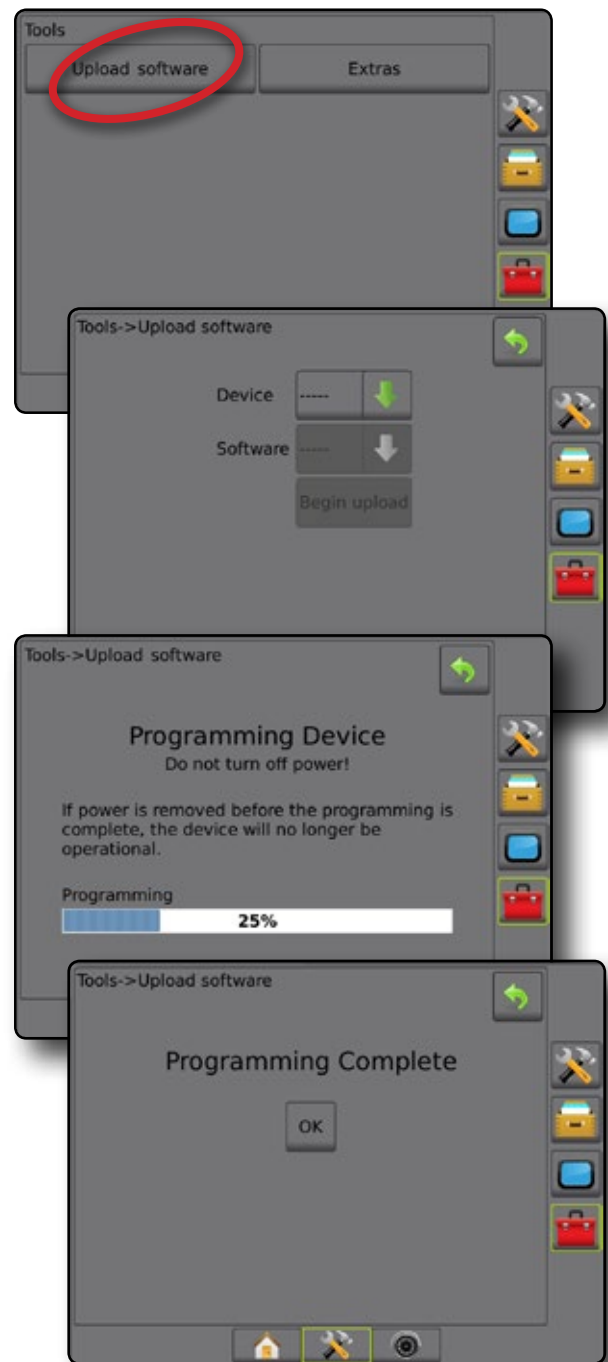 Tools
Upload software
Extras
Tools->Upload software
Device
-----
Software
-----
Begin upload
Tools->Upload software
Programming Device
Do not turn off power!
If power is removed before the programming is
complete, the device will no longer be
operational.
Programming
25%
Tools->Upload software
Programming Complete
OK